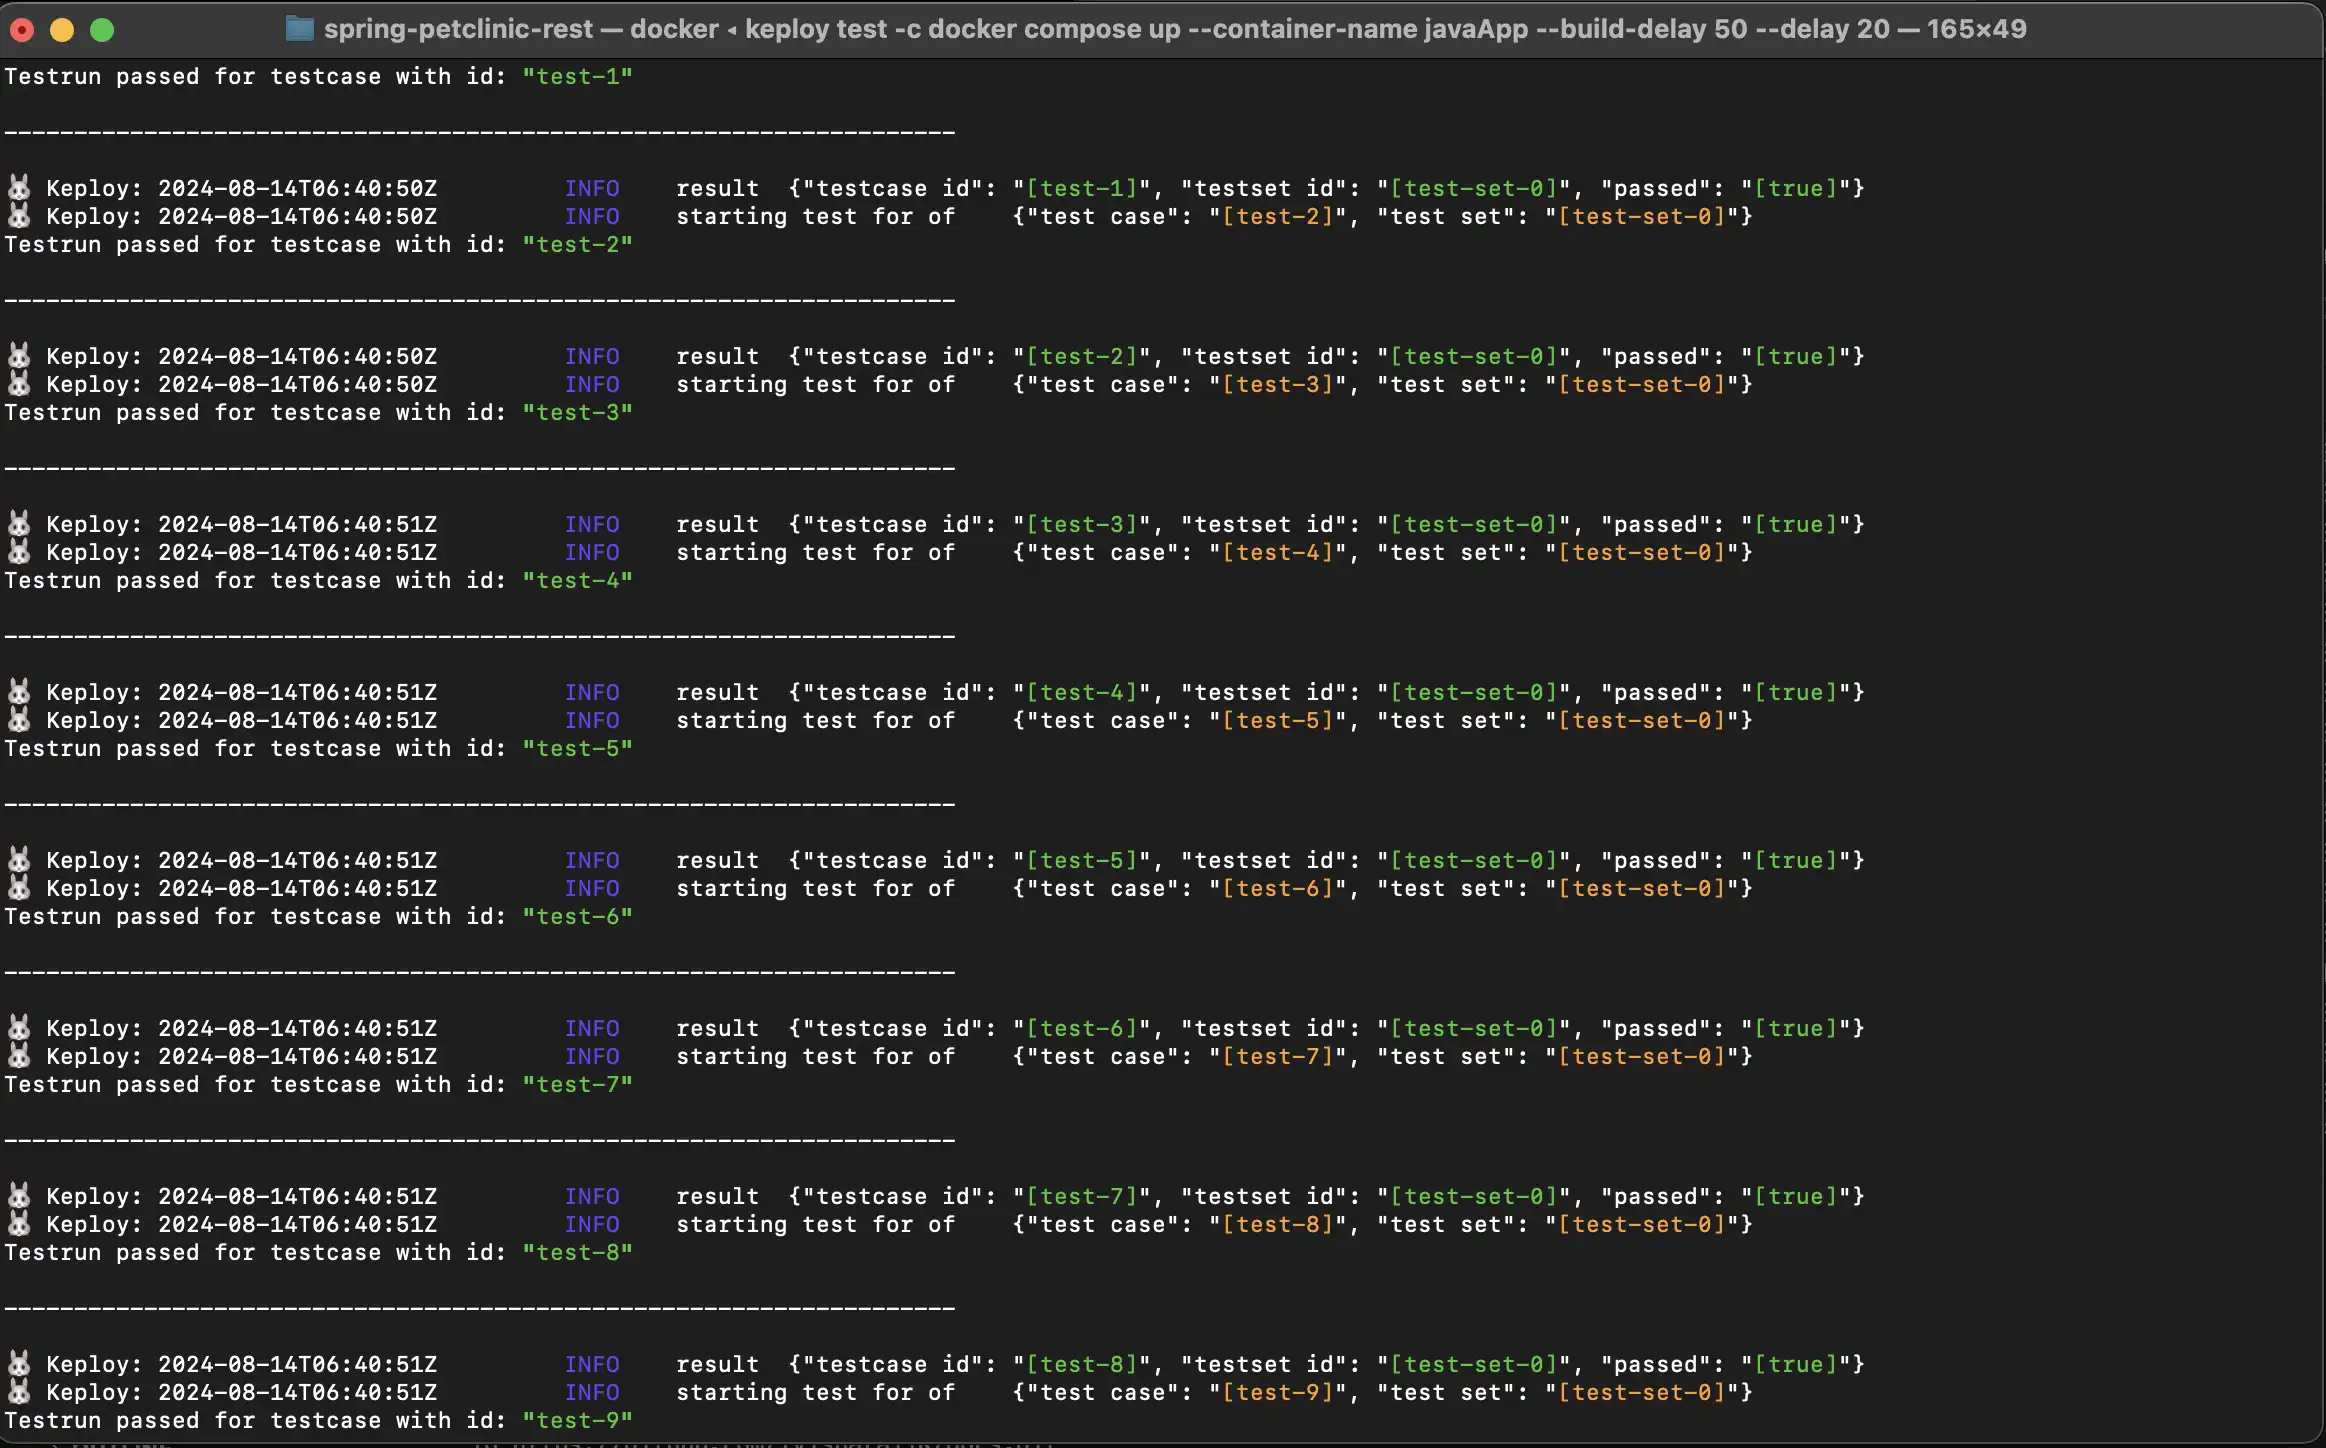 spring-petclinic-rest — docker ◂ keploy test -c docker compose up --container-name javaApp --build-delay 50 --delay 20 — 165×49
Testrun passed for testcase with id: "test-1"
--------------------------------------------------------------------
🐰 Keploy: 2024-08-14T06:40:50Z INFO result {"testcase id": "[test-1]", "testset id": "[test-set-0]", "passed": "[true]"}
🐰 Keploy: 2024-08-14T06:40:50Z INFO starting test for of {"test case": "[test-2]", "test set": "[test-set-0]"}
Testrun passed for testcase with id: "test-2"
--------------------------------------------------------------------
🐰 Keploy: 2024-08-14T06:40:50Z INFO result {"testcase id": "[test-2]", "testset id": "[test-set-0]", "passed": "[true]"}
🐰 Keploy: 2024-08-14T06:40:50Z INFO starting test for of {"test case": "[test-3]", "test set": "[test-set-0]"}
Testrun passed for testcase with id: "test-3"
--------------------------------------------------------------------
🐰 Keploy: 2024-08-14T06:40:51Z INFO result {"testcase id": "[test-3]", "testset id": "[test-set-0]", "passed": "[true]"}
🐰 Keploy: 2024-08-14T06:40:51Z INFO starting test for of {"test case": "[test-4]", "test set": "[test-set-0]"}
Testrun passed for testcase with id: "test-4"
--------------------------------------------------------------------
🐰 Keploy: 2024-08-14T06:40:51Z INFO result {"testcase id": "[test-4]", "testset id": "[test-set-0]", "passed": "[true]"}
🐰 Keploy: 2024-08-14T06:40:51Z INFO starting test for of {"test case": "[test-5]", "test set": "[test-set-0]"}
Testrun passed for testcase with id: "test-5"
--------------------------------------------------------------------
🐰 Keploy: 2024-08-14T06:40:51Z INFO result {"testcase id": "[test-5]", "testset id": "[test-set-0]", "passed": "[true]"}
🐰 Keploy: 2024-08-14T06:40:51Z INFO starting test for of {"test case": "[test-6]", "test set": "[test-set-0]"}
Testrun passed for testcase with id: "test-6"
--------------------------------------------------------------------
🐰 Keploy: 2024-08-14T06:40:51Z INFO result {"testcase id": "[test-6]", "testset id": "[test-set-0]", "passed": "[true]"}
🐰 Keploy: 2024-08-14T06:40:51Z INFO starting test for of {"test case": "[test-7]", "test set": "[test-set-0]"}
Testrun passed for testcase with id: "test-7"
--------------------------------------------------------------------
🐰 Keploy: 2024-08-14T06:40:51Z INFO result {"testcase id": "[test-7]", "testset id": "[test-set-0]", "passed": "[true]"}
🐰 Keploy: 2024-08-14T06:40:51Z INFO starting test for of {"test case": "[test-8]", "test set": "[test-set-0]"}
Testrun passed for testcase with id: "test-8"
--------------------------------------------------------------------
🐰 Keploy: 2024-08-14T06:40:51Z INFO result {"testcase id": "[test-8]", "testset id": "[test-set-0]", "passed": "[true]"}
🐰 Keploy: 2024-08-14T06:40:51Z INFO starting test for of {"test case": "[test-9]", "test set": "[test-set-0]"}
Testrun passed for testcase with id: "test-9"